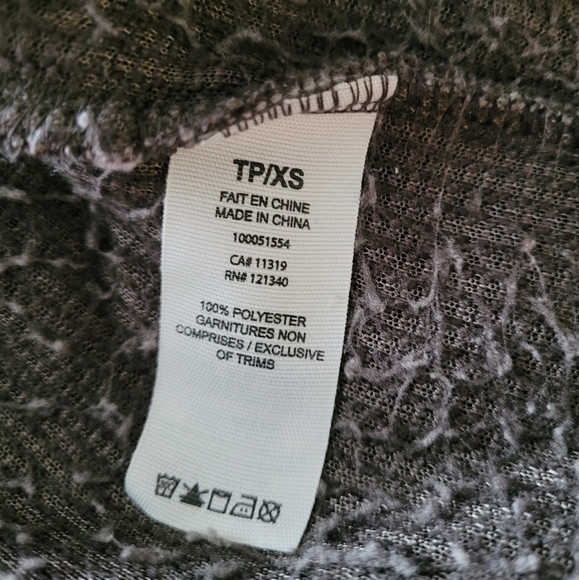 TP/XS
FAIT EN CHINE
MADE IN CHINA
100051554
CA# 11319
RN# 121340
100% POLYESTER
GARNITURES NON
COMPRISES / EXCLUSIVE
OF TRIMS